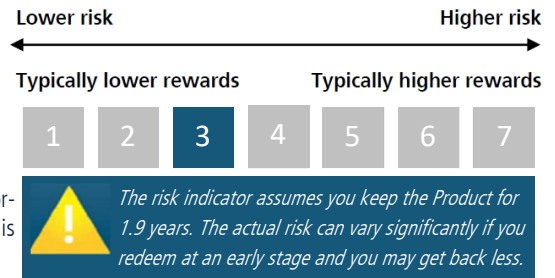 Lower risk Higher risk
Typically lower rewards Typically higher rewards
1 2 3 4 5 6 7
The risk indicator assumes you keep the Product for
or- 1.9 years. The actual risk can vary significantly if you
is redeem at an early stage and you may get back less.